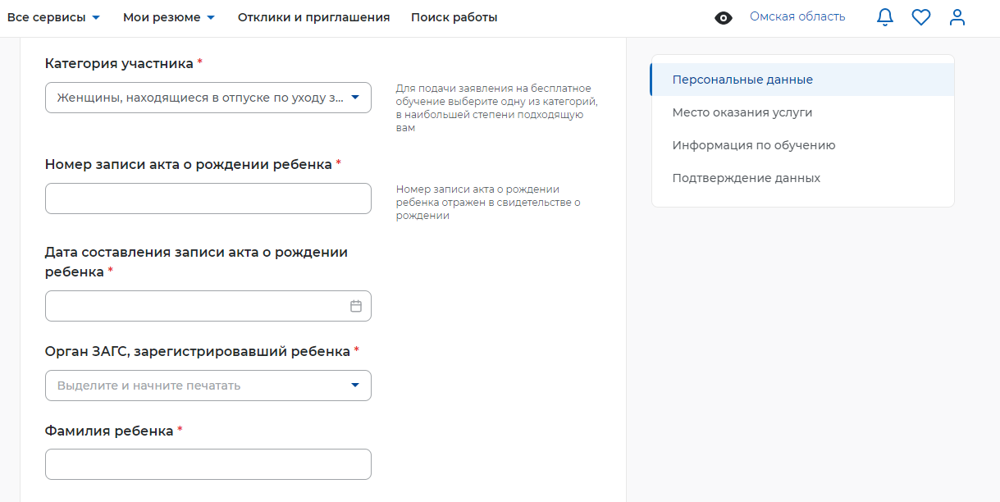 Все сервисы Мои резюме Отклики и приглашения Поиск работы Омская область
Категория участника *
Женщины, находящиеся в отпуске по уходу з...
Для подачи заявления на бесплатное
обучение выберите одну из категорий,
в наибольшей степени подходящую
вам
Номер записи акта о рождении ребенка *
Номер записи акта о рождении
ребенка отражен в свидетельстве о
рождении
Дата составления записи акта о рождении
ребенка *
Орган ЗАГС, зарегистрировавший ребенка *
Выделите и начните печатать
Фамилия ребенка *
Персональные данные
Место оказания услуги
Информация по обучению
Подтверждение данных